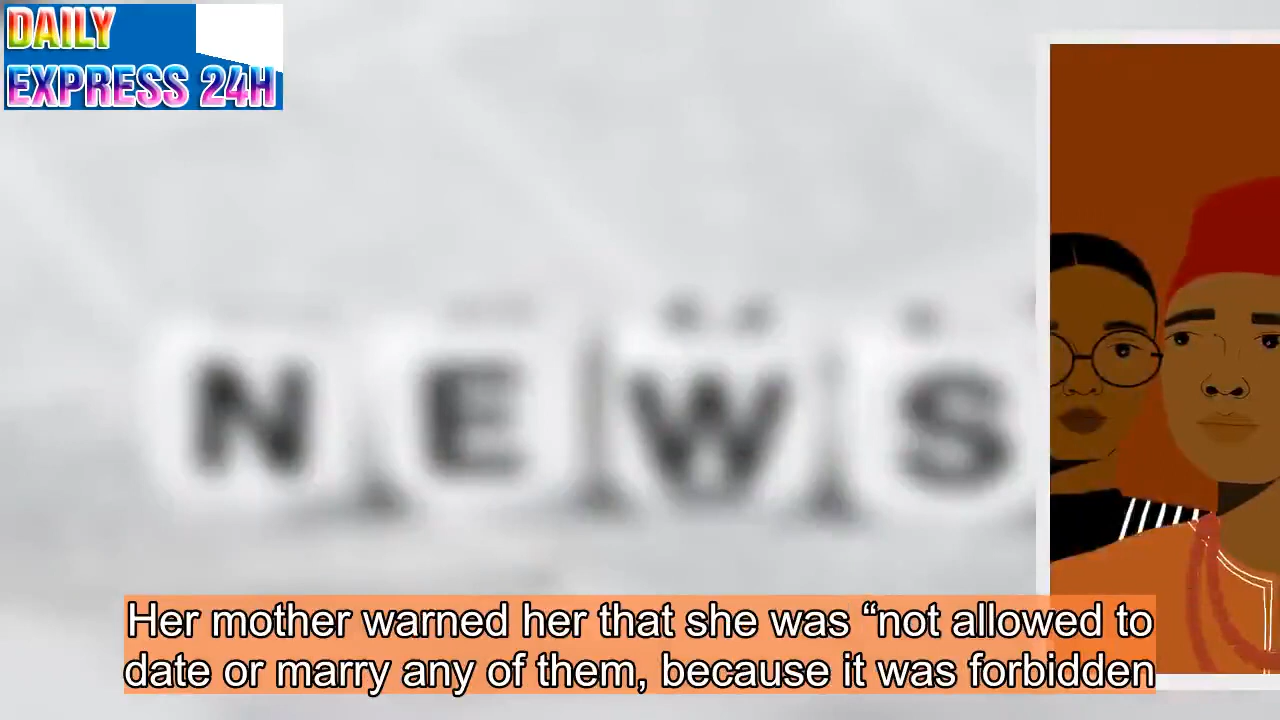 DAILY
EXPRESS 24H
NEWS
Her mother warned her that she was “not allowed to
date or marry any of them, because it was forbidden